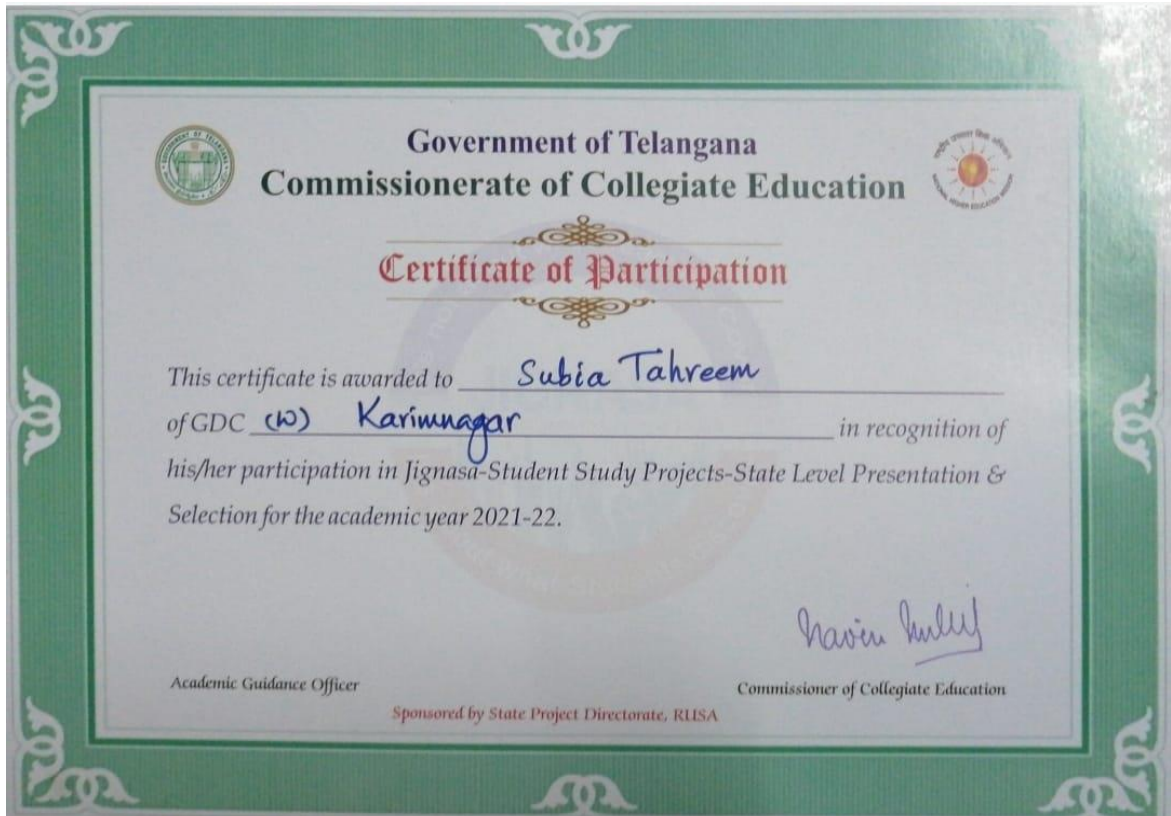 Government of Telangana
Commissionerate of Collegiate Education
Certificate of Participation
This certificate is awarded to Subia Tahreem
of GDC (W) Karimnagar in recognition of
his/her participation in Jignasa-Student Study Projects-State Level Presentation &
Selection for the academic year 2021-22.
Navin
Academic Guidance Officer
Commissioner of Collegiate Education
Sponsored by State Project Directorate, RUSA